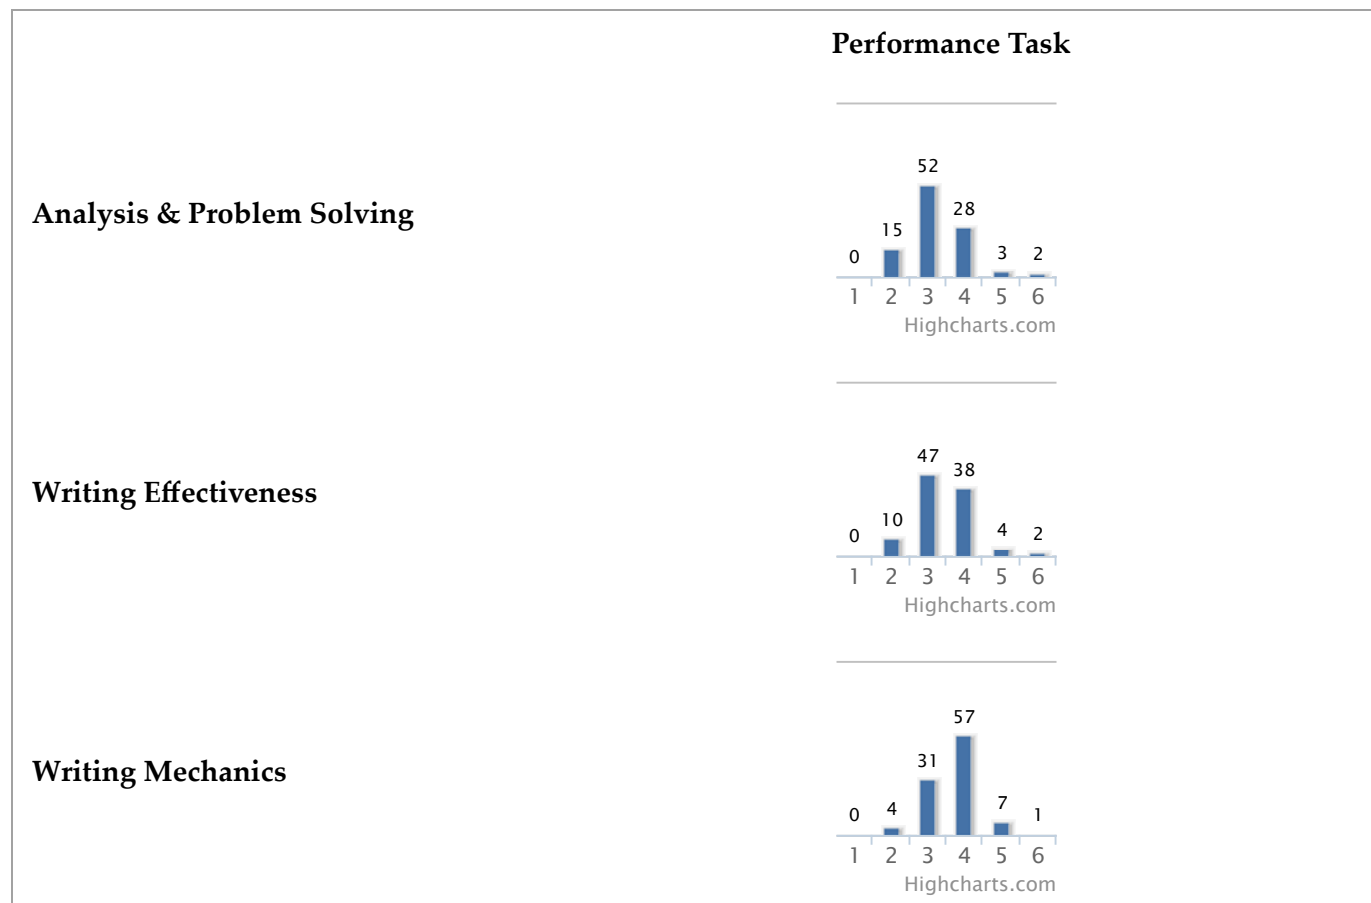 Performance Task
Analysis & Problem Solving
52
28
15
0
3
2
1 2 3 4 5 6
Highcharts.com
Writing Effectiveness
47
38
10
0
4
2
1 2 3 4 5 6
Highcharts.com
Writing Mechanics
57
31
7
4
0
1
1 2 3 4 5 6
Highcharts.com